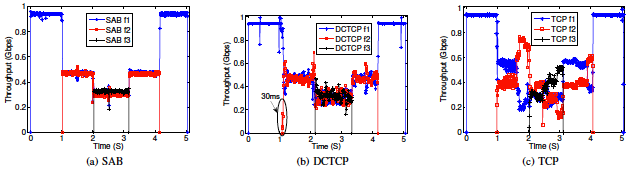 Throughput (Gbps)
1
0.8
0.6
0.4
0.2
0
SAB f1
SAB f2
SAB f3
0 1 2 3 4 5
Time (S)
(a) SAB
Throughput (Gbps)
1
0.8
0.6
0.4
0.2
0
DCTCP f1
DCTCP f2
DCTCP f3
30ms
0 1 2 3 4 5
Time (S)
(b) DCTCP
Throughput (Gbps)
1
0.8
0.6
0.4
0.2
0
TCP f1
TCP f2
TCP f3
0 1 2 3 4 5
Time (S)
(c) TCP